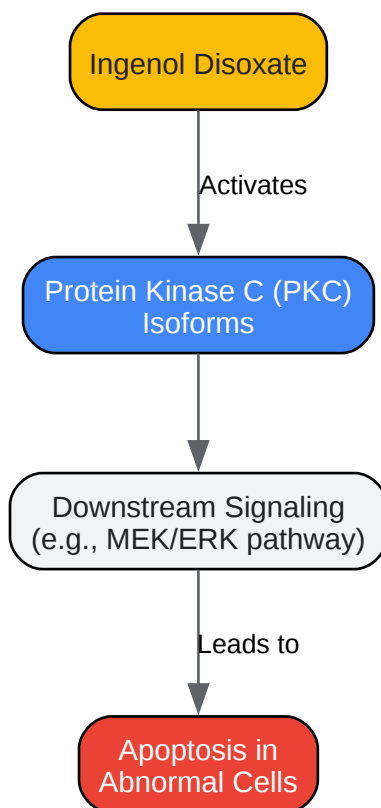 Ingenol Disoxate
Activates
Protein Kinase C (PKC)
Isoforms
Downstream Signaling
(e.g., MEK/ERK pathway)
Leads to
Apoptosis in
Abnormal Cells